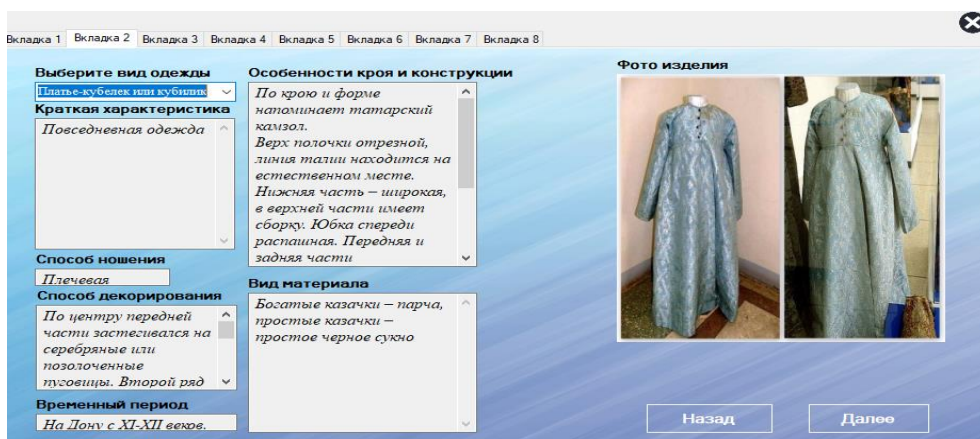 Вкладка 1 Вкладка 2 Вкладка 3 Вкладка 4 Вкладка 5 Вкладка 6 Вкладка 7 Вкладка 8
Выберите вид одежды
Платье-кубелек или кубилик
Краткая характеристика
Повседневная одежда
Способ ношения
Плечевая
Способ декорирования
По центру передней
части застегивался на
серебряные или
позолоченные
пуговицы. Второй ряд
Временный период
На Дону с XI-XII веков.
Особенности кроя и конструкции
По крою и форме
напоминает татарский
камзол.
Верх полочки отрезной,
линия талии находится на
естественном месте.
Нижняя часть – широкая,
в верхней части имеет
сборку. Юбка спереди
распашная. Передняя и
задняя части
Вид материала
Богатые казачки – парча,
простые казачки –
простое черное сукно
Фото изделия
Назад
Далее